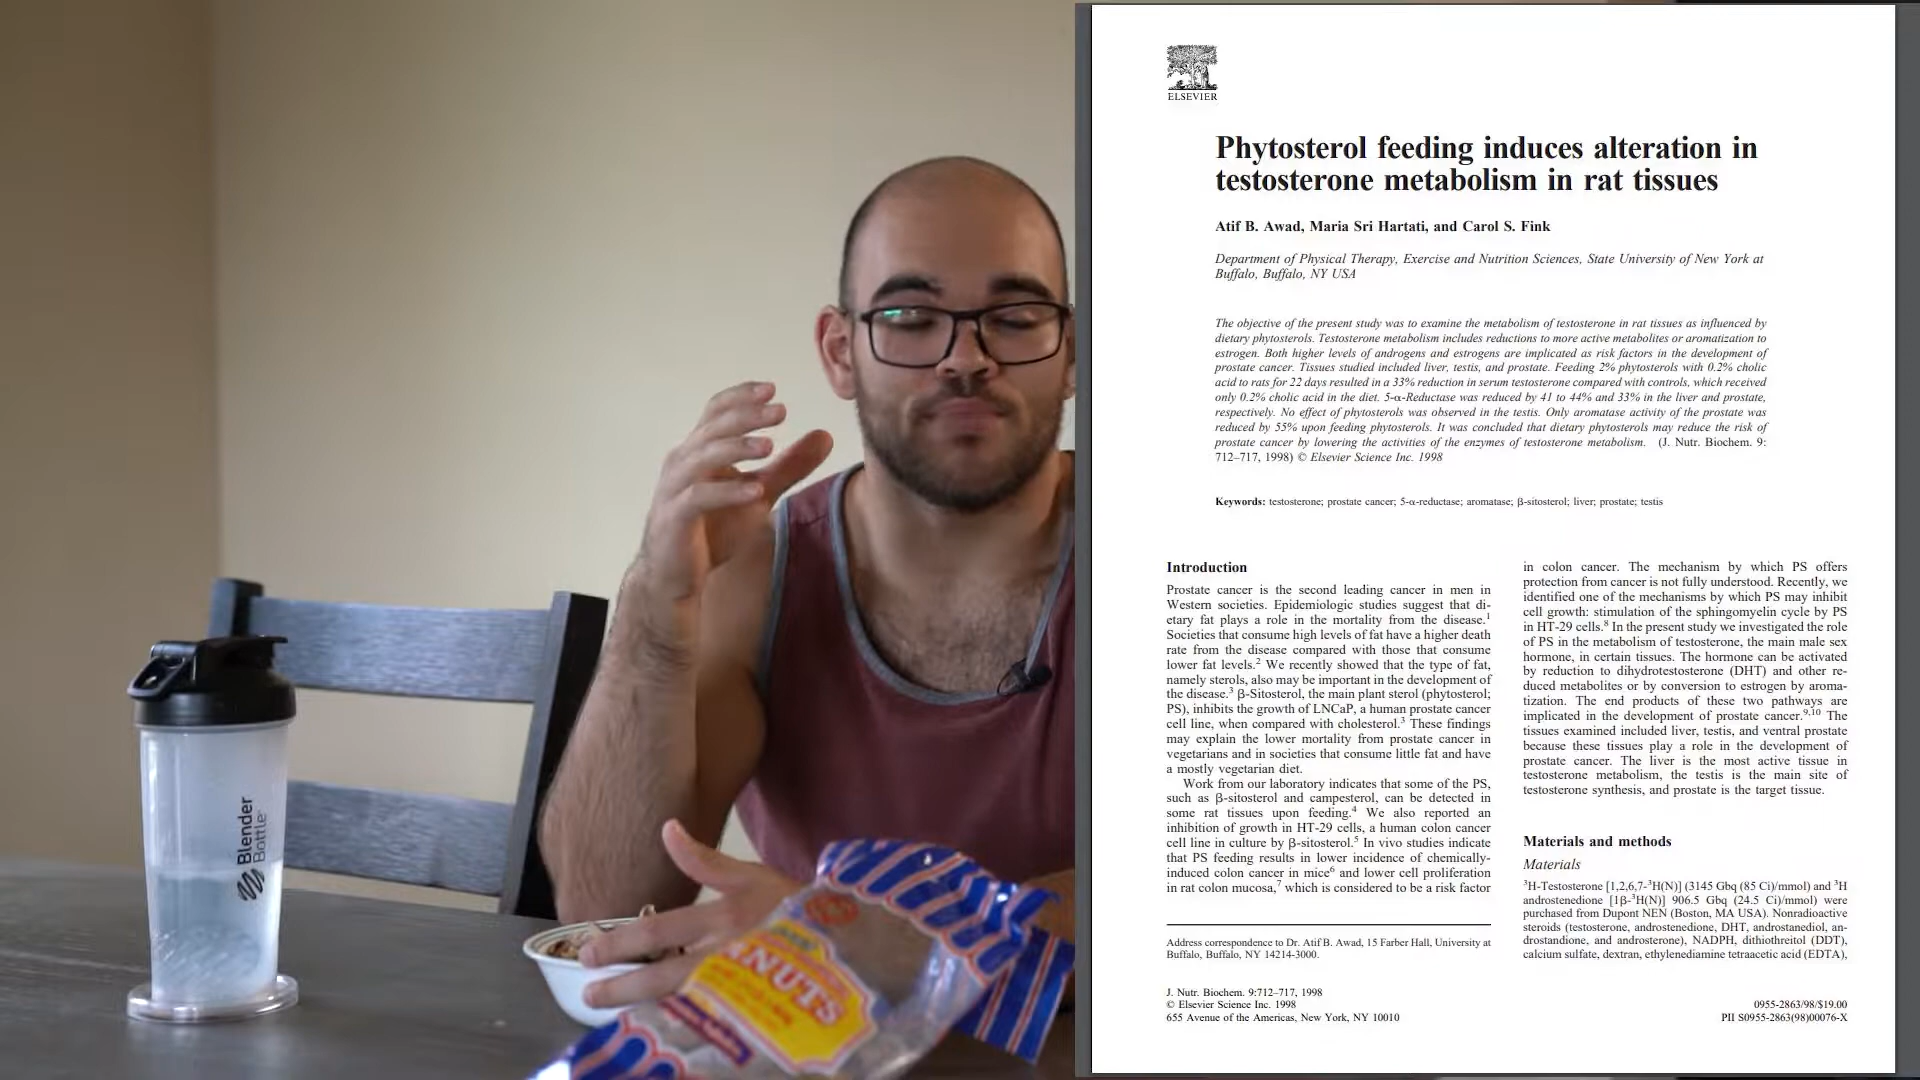 Blender
Bottle
ANUTS
ELSEVIER
Phytosterol feeding induces alteration in
testosterone metabolism in rat tissues
Atif B. Awad, Maria Sri Hartati, and Carol S. Fink
Department of Physical Therapy, Exercise and Nutrition Sciences, State University of New York at
Buffalo, Buffalo, NY USA
The objective of the present study was to examine the metabolism of testosterone in rat tissues as influenced by
dietary phytosterols. Testosterone metabolism includes reductions to more active metabolites or aromatization to
estrogen. Both higher levels of androgens and estrogens are implicated as risk factors in the development of
prostate cancer. Tissues studied included liver, testis, and prostate. Feeding 2% phytosterols with 0.2% cholic
acid to rats for 22 days resulted in a 33% reduction in serum testosterone compared with controls, which received
only 0.2% cholic acid in the diet. 5-α-Reductase was reduced by 41 to 44% and 33% in the liver and prostate,
respectively. No effect of phytosterols was observed in the testis. Only aromatase activity of the prostate was
reduced by 55% upon feeding phytosterols. It was concluded that dietary phytosterols may reduce the risk of
prostate cancer by lowering the activities of the enzymes of testosterone metabolism. (J. Nutr. Biochem. 9:
712–717, 1998) © Elsevier Science Inc. 1998
Keywords: testosterone; prostate cancer; 5-α-reductase; aromatase; β-sitosterol; liver; prostate; testis
Introduction
Prostate cancer is the second leading cancer in men in
Western societies. Epidemiologic studies suggest that di-
etary fat plays a role in the mortality from the disease.1
Societies that consume high levels of fat have a higher death
rate from the disease compared with those that consume
lower fat levels.2 We recently showed that the type of fat,
namely sterols, also may be important in the development of
the disease.3 β-Sitosterol, the main plant sterol (phytosterol;
PS), inhibits the growth of LNCaP, a human prostate cancer
cell line, when compared with cholesterol.3 These findings
may explain the lower mortality from prostate cancer in
vegetarians and in societies that consume little fat and have
a mostly vegetarian diet.
Work from our laboratory indicates that some of the PS,
such as β-sitosterol and campesterol, can be detected in
some rat tissues upon feeding.4 We also reported an
inhibition of growth in HT-29 cells, a human colon cancer
cell line in culture by β-sitosterol.5 In vivo studies indicate
that PS feeding results in lower incidence of chemically-
induced colon cancer in mice6 and lower cell proliferation
in rat colon mucosa,7 which is considered to be a risk factor
in colon cancer. The mechanism by which PS offers
protection from cancer is not fully understood. Recently, we
identified one of the mechanisms by which PS may inhibit
cell growth: stimulation of the sphingomyelin cycle by PS
in HT-29 cells.8 In the present study we investigated the role
of PS in the metabolism of testosterone, the main male sex
hormone, in certain tissues. The hormone can be activated
by reduction to dihydrotestosterone (DHT) and other re-
duced metabolites or by conversion to estrogen by aroma-
tization. The end products of these two pathways are
implicated in the development of prostate cancer.9,10 The
tissues examined included liver, testis, and ventral prostate
because these tissues play a role in the development of
prostate cancer. The liver is the most active tissue in
testosterone metabolism, the testis is the main site of
testosterone synthesis, and prostate is the target tissue.
Materials and methods
Materials
3H-Testosterone [1,2,6,7-3H(N)] (3145 Gbq (85 Ci)/mmol) and 3H
androstenedione [1β-3H(N)] 906.5 Gbq (24.5 Ci)/mmol) were
purchased from Dupont NEN (Boston, MA USA). Nonradioactive
steroids (testosterone, androstenedione, DHT, androstanediol, an-
drostandione, and androsterone), NADPH, dithiothreitol (DDT),
calcium sulfate, dextran, ethylenediamine tetraacetic acid (EDTA),
Address correspondence to Dr. Atif B. Awad, 15 Farber Hall, University at
Buffalo, Buffalo, NY 14214-3000.
J. Nutr. Biochem. 9:712–717, 1998
© Elsevier Science Inc. 1998
655 Avenue of the Americas, New York, NY 10010
0955-2863/98/$19.00
PII S0955-2863(98)00076-X